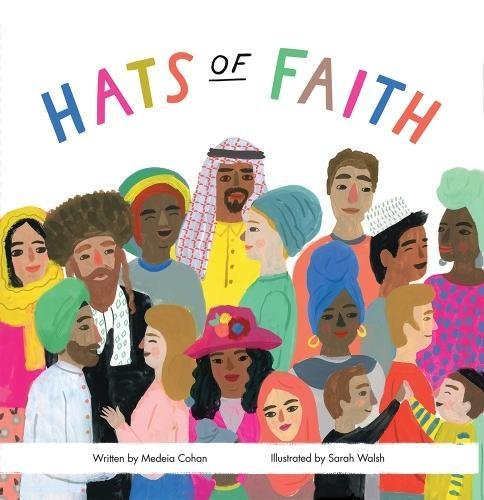 HATS OF FAITH
Written by Medeia Cohan Illustrated by Sarah Walsh